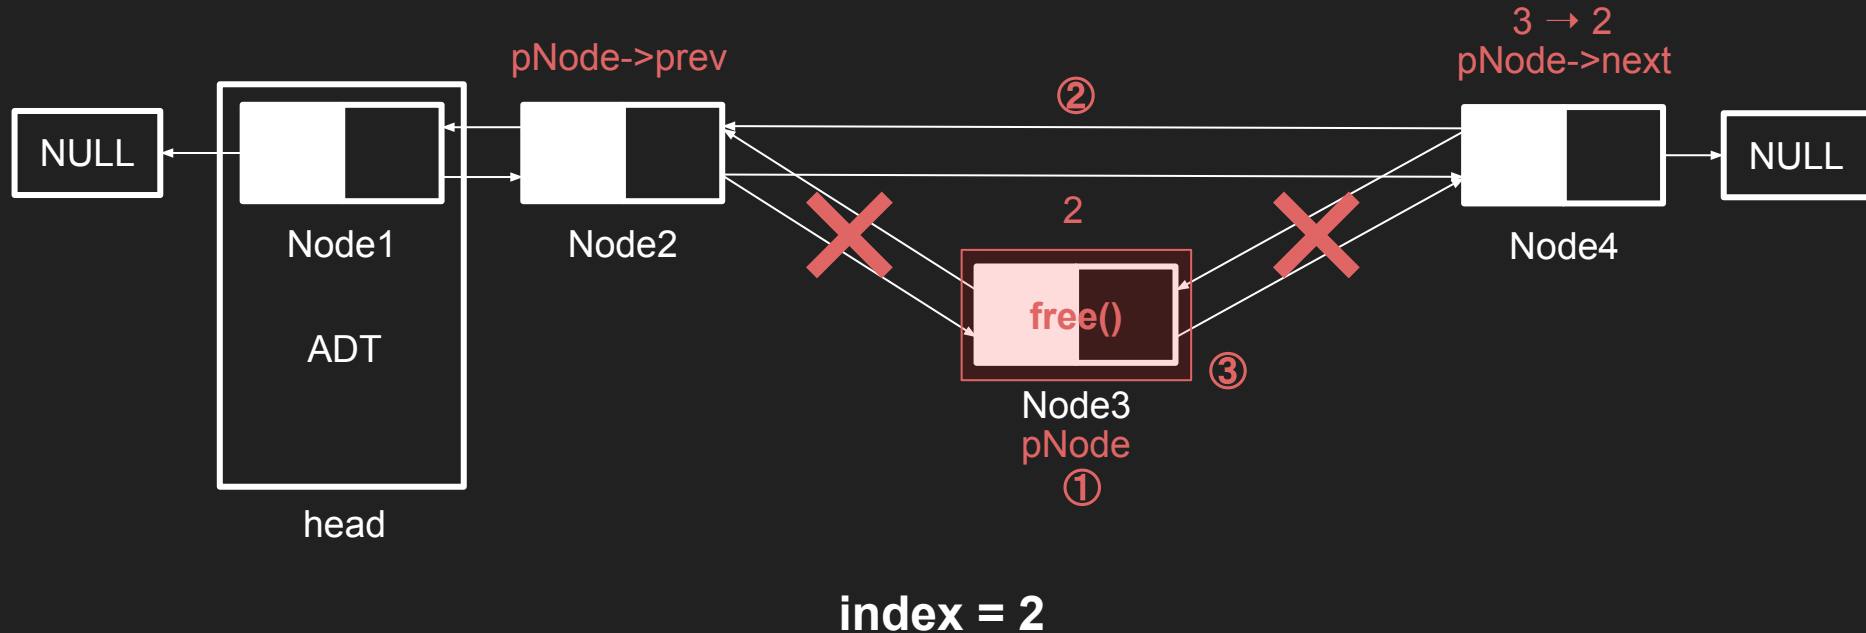 3 → 2
pNode->prev
pNode->next
②
NULL
NULL
2
Node1
Node2
Node4
free()
ADT
③
Node3
pNode
①
head
index = 2